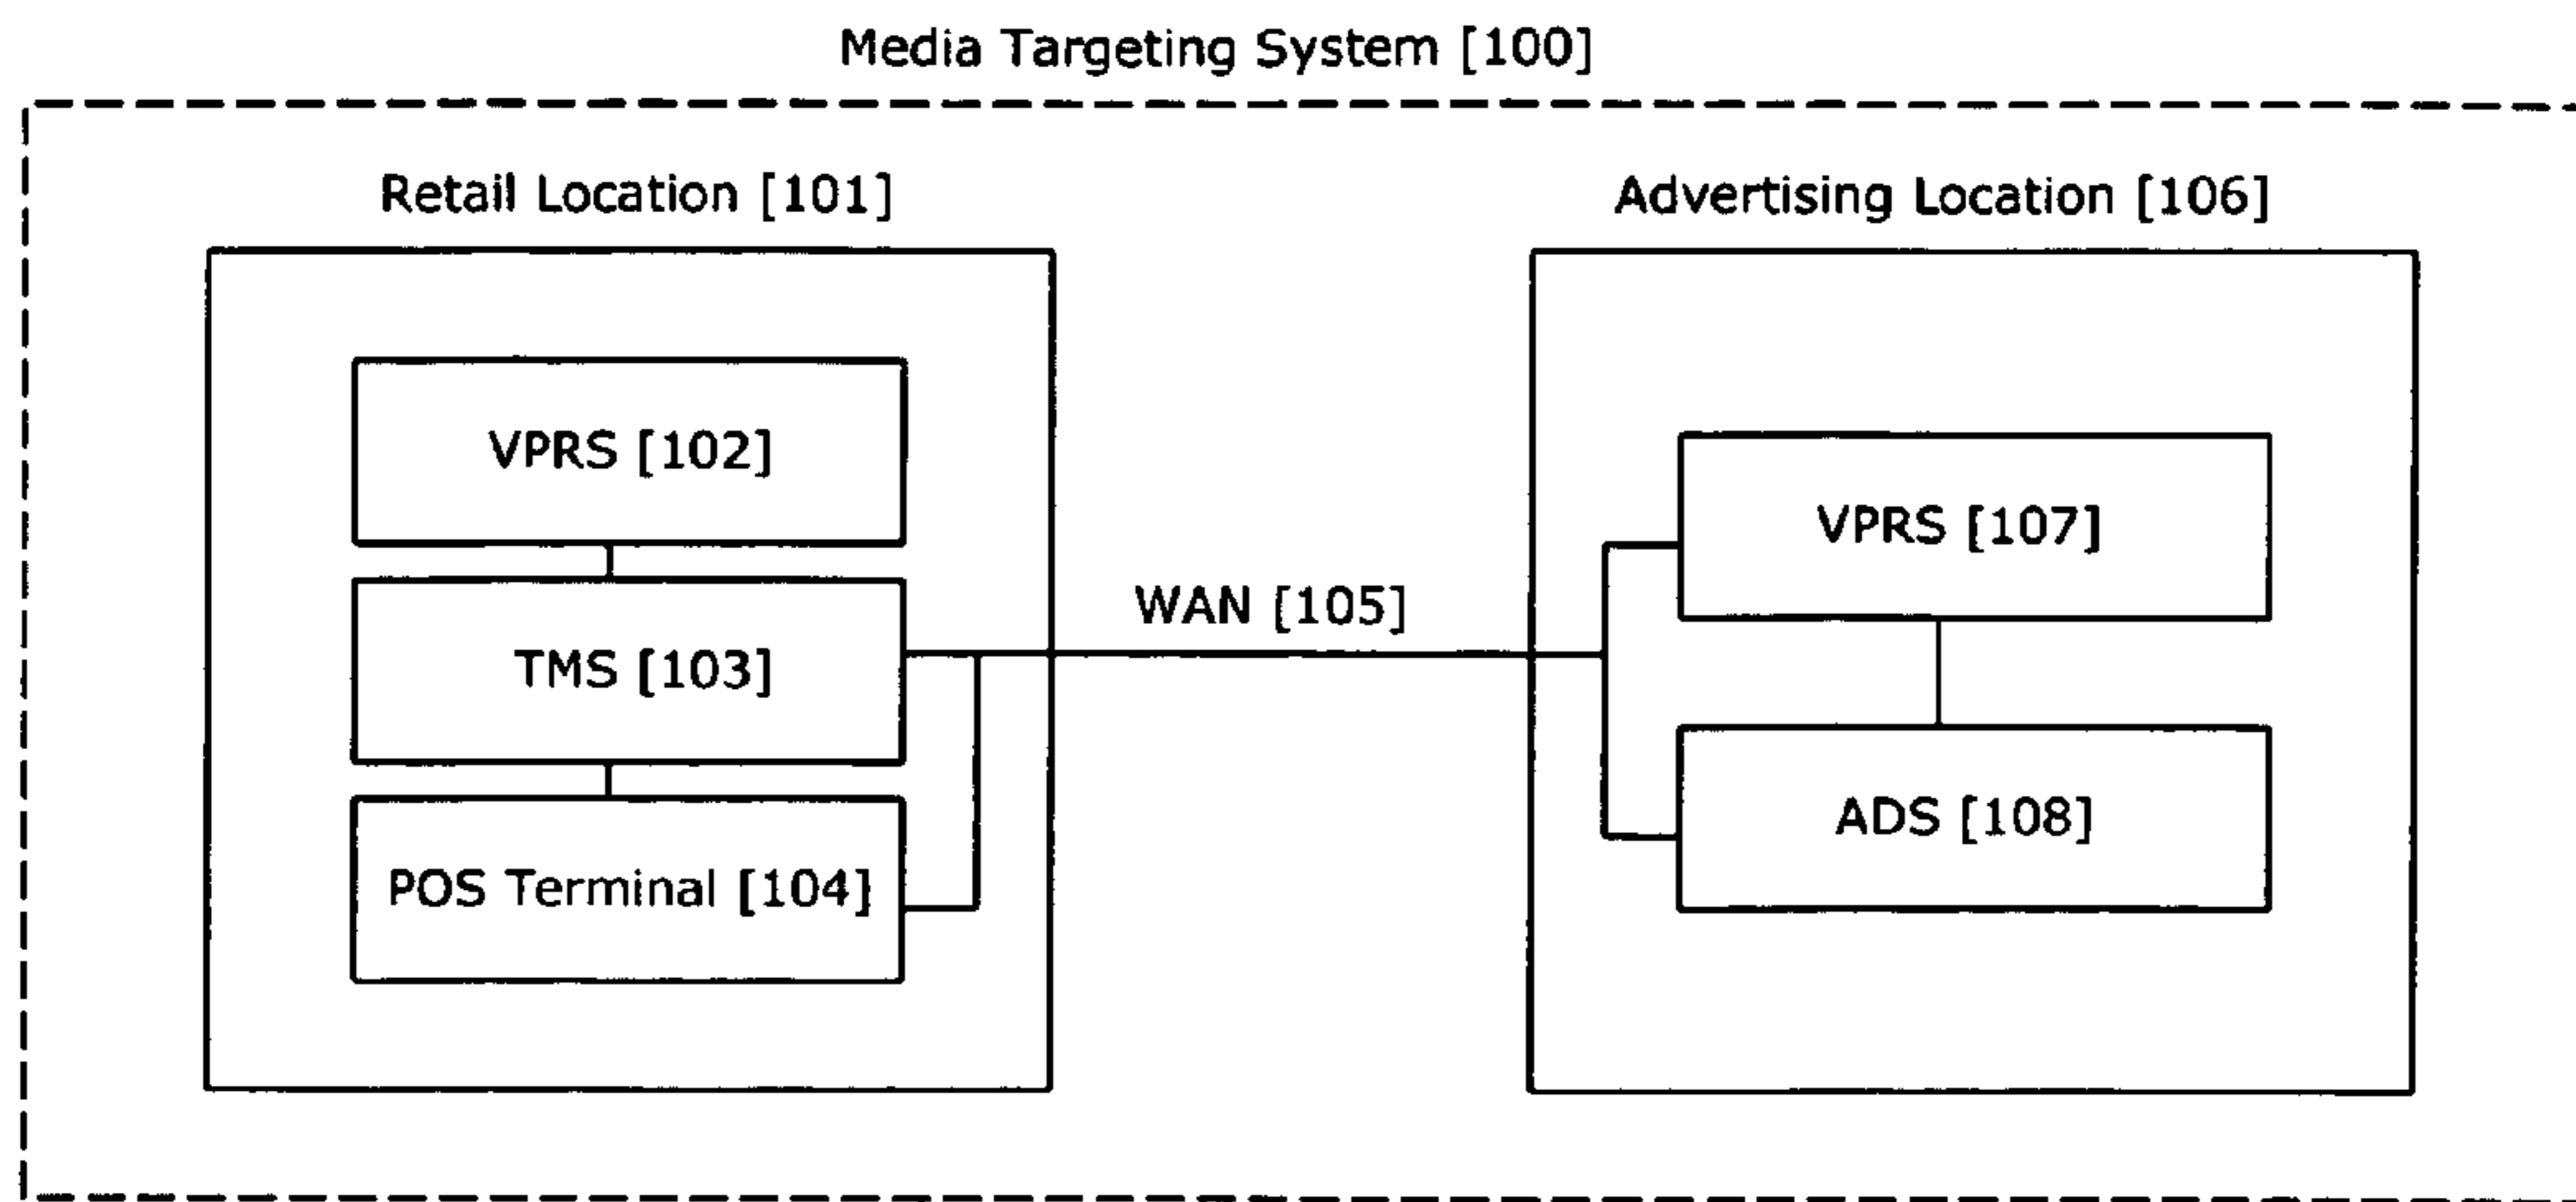 Media Targeting System [100]
Retail Location [101]
VPRS [102]
TMS [103]
POS Terminal [104]
WAN [105]
Advertising Location [106]
VPRS [107]
ADS [108]